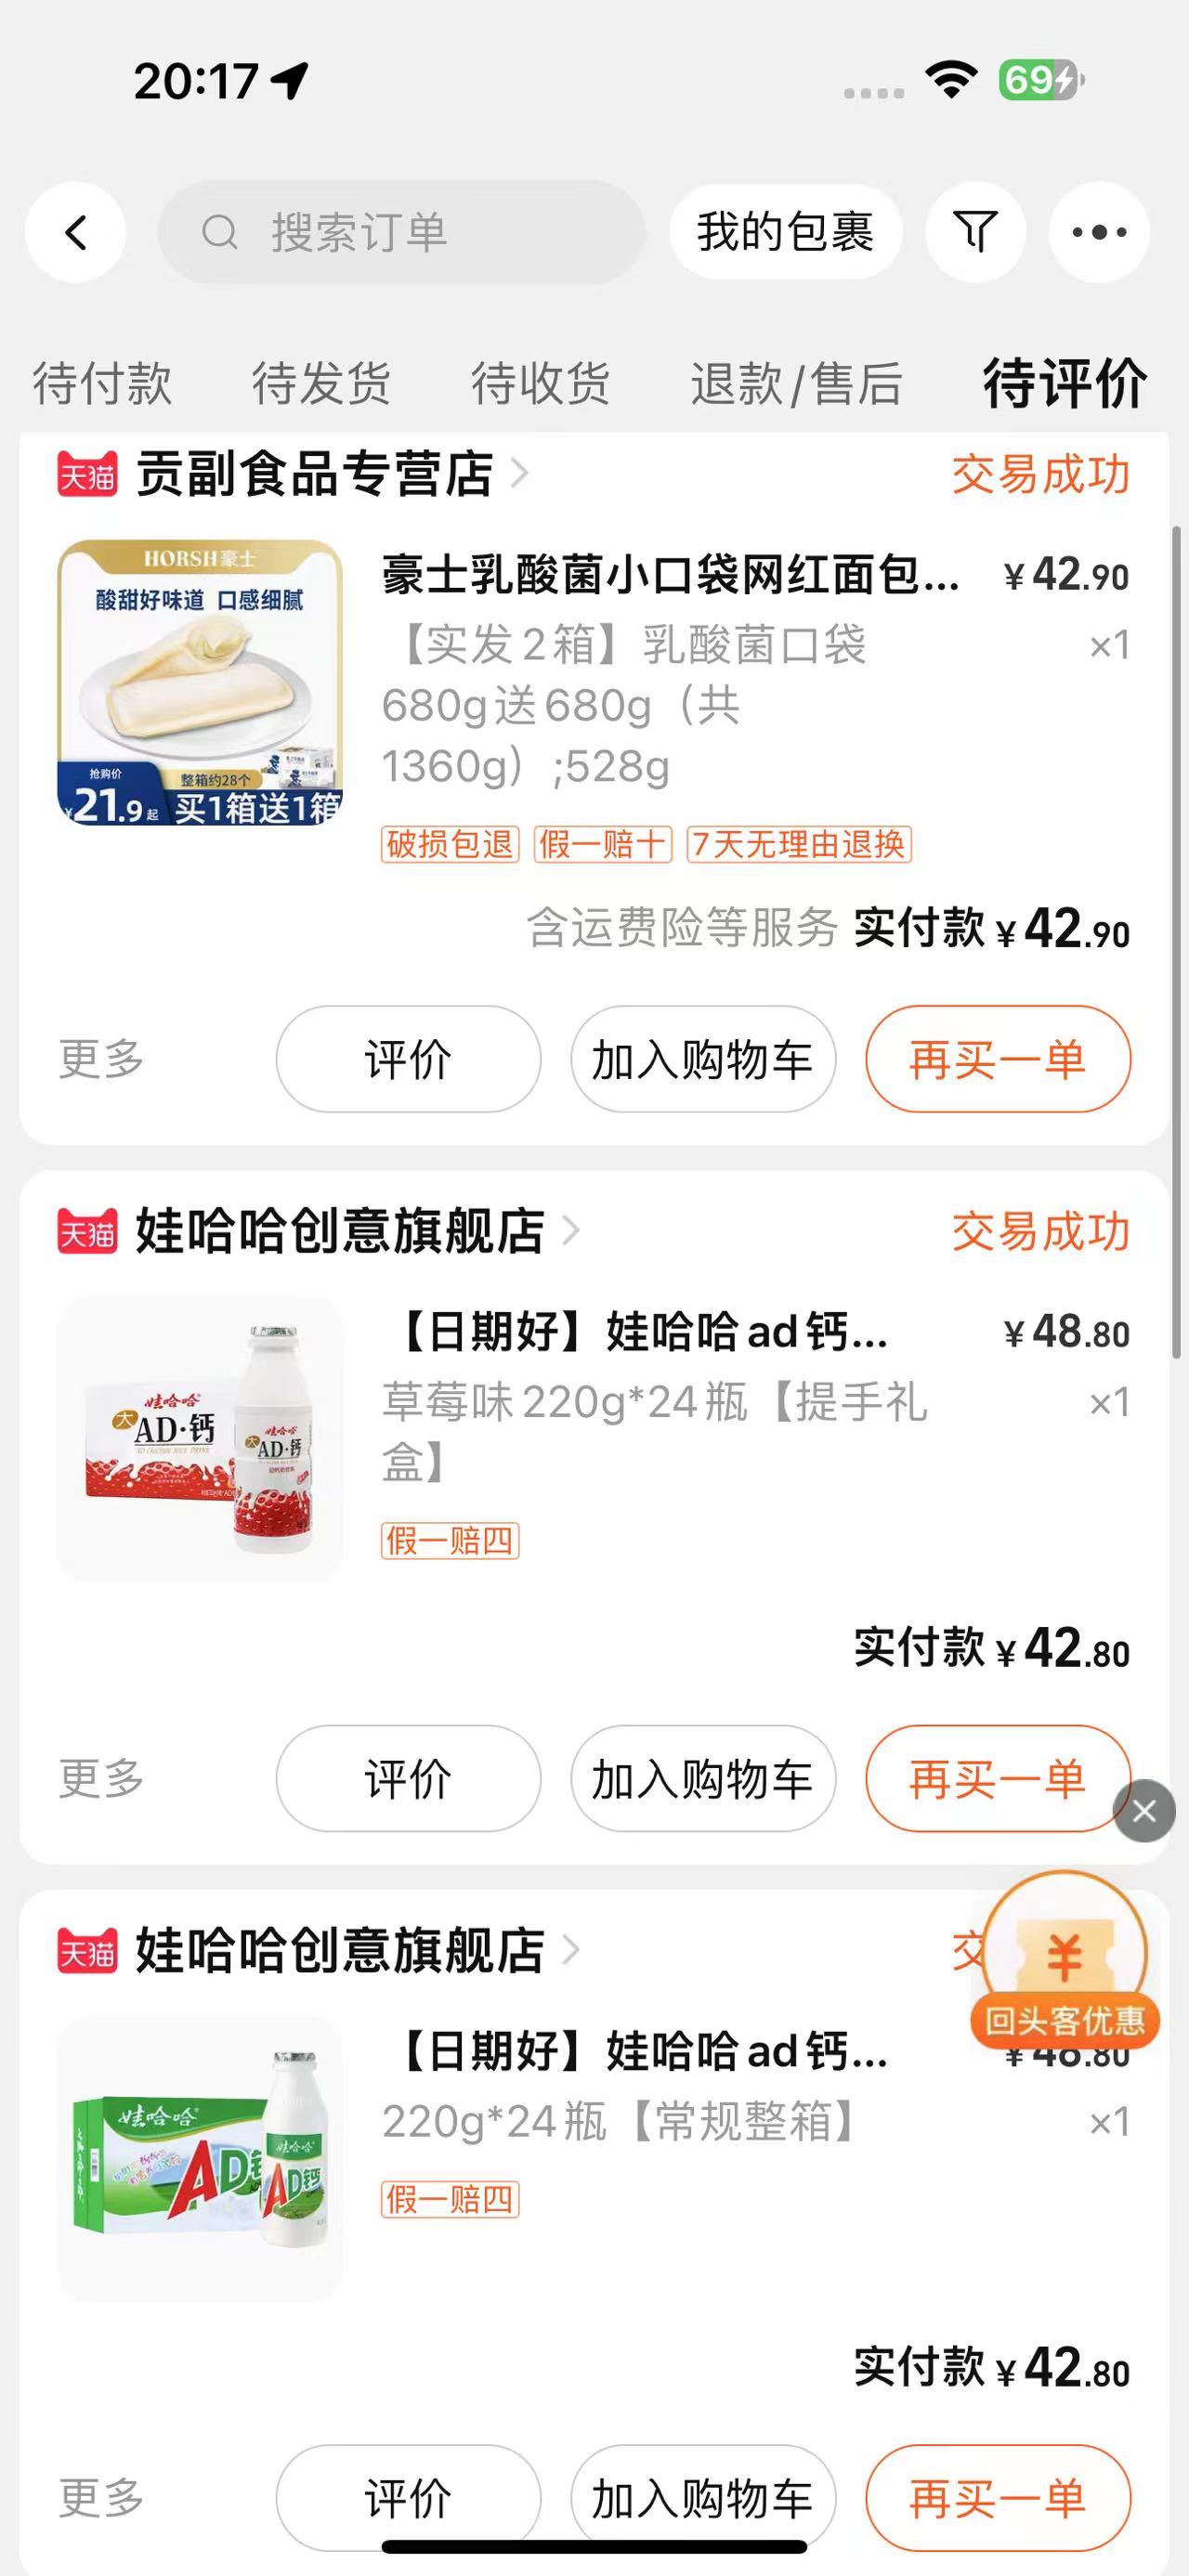 20:17
69
搜索订单
我的包裹
待付款
待发货
待收货
退款/售后
待评价
天猫
贡副食品专营店
交易成功
HORSH豪士
酸甜好味道 口感细腻
抢购价
整箱约28个
¥21.9起
买1箱送1箱
豪士乳酸菌小口袋网红面包...
¥42.90
【实发2箱】乳酸菌口袋
×1
680g送680g（共
1360g）;528g
破损包退
假一赔十
7天无理由退换
含运费险等服务 实付款¥42.90
更多
评价
加入购物车
再买一单
天猫
娃哈哈创意旗舰店
交易成功
娃哈哈
大
AD·钙
娃哈哈
大
AD·钙
【日期好】娃哈哈ad钙...
¥48.80
草莓味220g*24瓶【提手礼
×1
盒】
假一赔四
实付款¥42.80
更多
评价
加入购物车
再买一单
天猫
娃哈哈创意旗舰店
交
¥
回头客优惠
娃哈哈
AD钙
娃哈哈
AD钙
【日期好】娃哈哈ad钙...
220g*24瓶【常规整箱】
×1
假一赔四
实付款¥42.80
更多
评价
加入购物车
再买一单